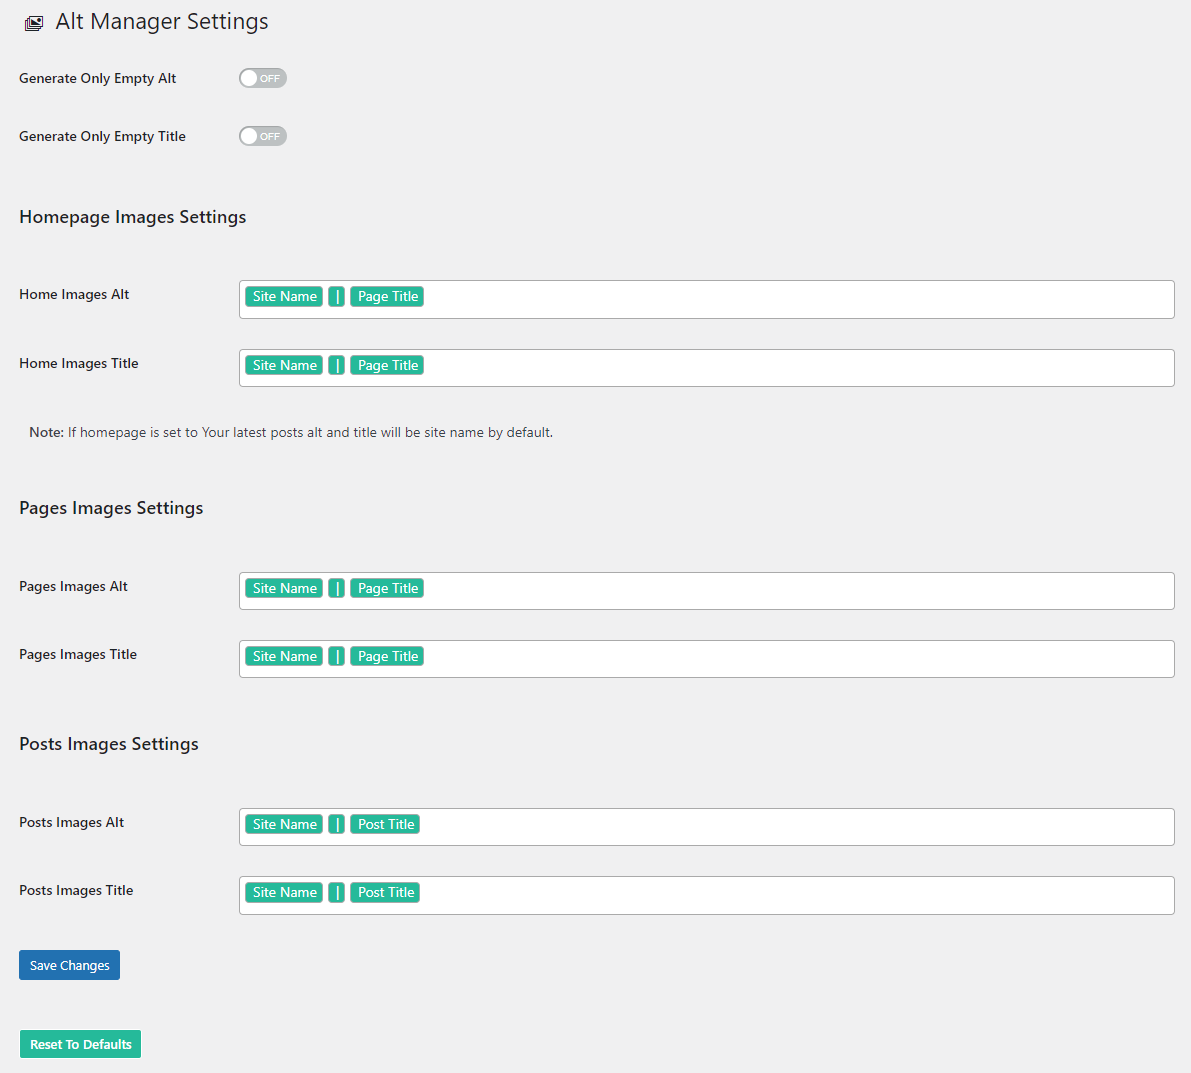 Alt Manager Settings
Generate Only Empty Alt OFF
Generate Only Empty Title OFF
Homepage Images Settings
Home Images Alt Site Name | Page Title
Home Images Title Site Name | Page Title
Note: If homepage is set to Your latest posts alt and title will be site name by default.
Pages Images Settings
Pages Images Alt Site Name | Page Title
Pages Images Title Site Name | Page Title
Posts Images Settings
Posts Images Alt Site Name | Post Title
Posts Images Title Site Name | Post Title
Save Changes
Reset To Defaults